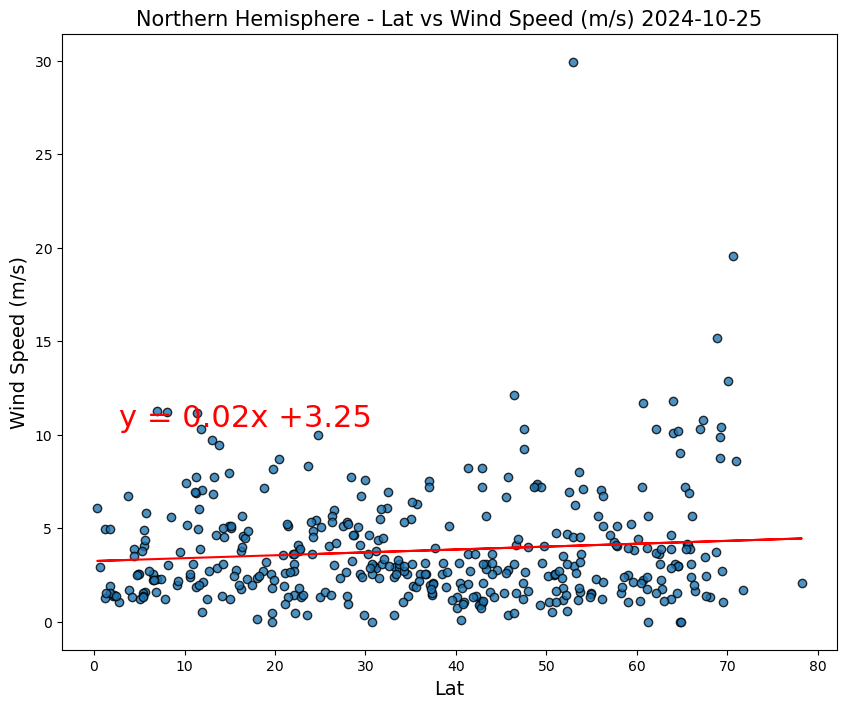 Northern Hemisphere - Lat vs Wind Speed (m/s) 2024-10-25
Wind Speed (m/s)
30
25
20
15
10
5
0
y = 0.02x +3.25
0 10 20 30 40 50 60 70 80
Lat